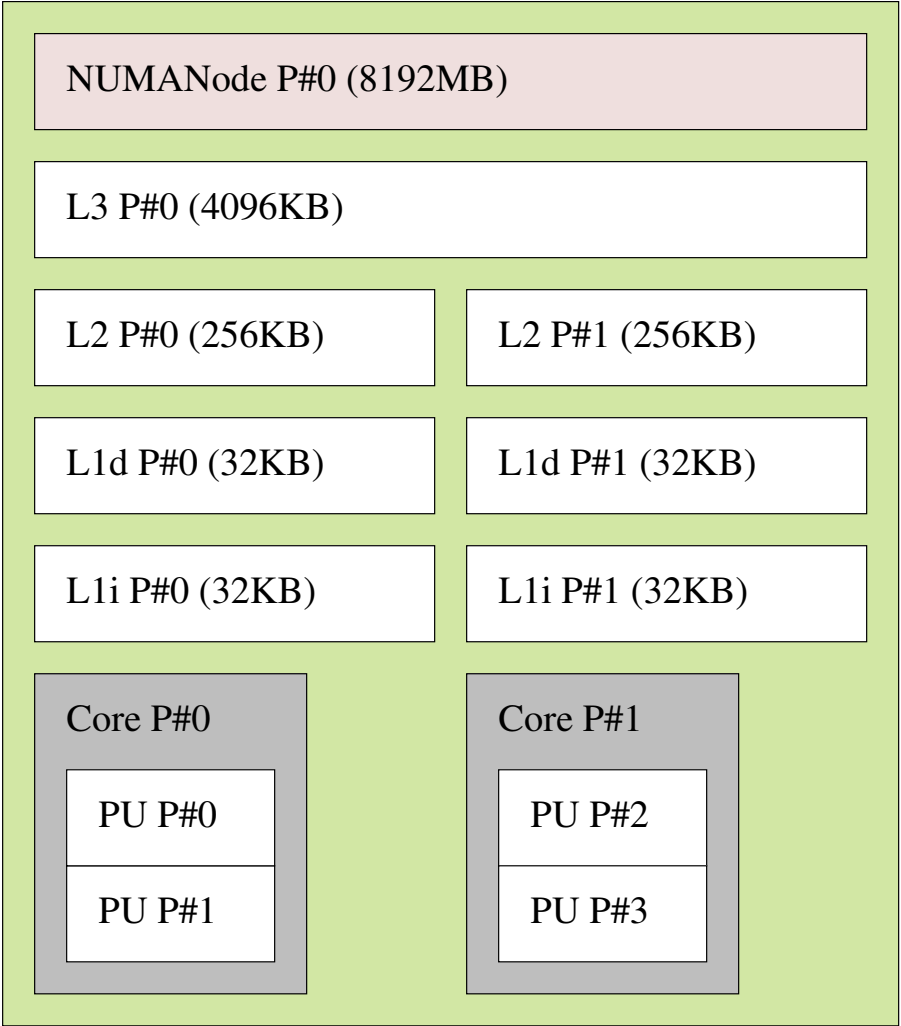 NUMANode P#0 (8192MB)
L3 P#0 (4096KB)
L2 P#0 (256KB)
L2 P#1 (256KB)
L1d P#0 (32KB)
L1d P#1 (32KB)
L1i P#0 (32KB)
L1i P#1 (32KB)
Core P#0
PU P#0
PU P#1
Core P#1
PU P#2
PU P#3